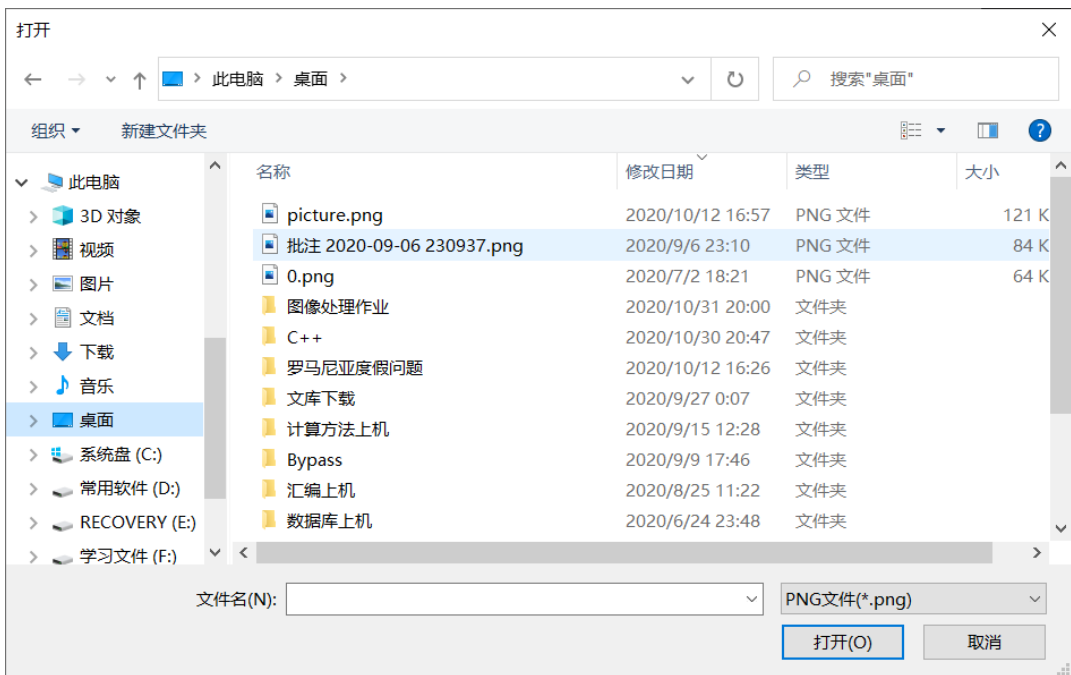 打开
此电脑 桌面 搜索"桌面"
组织 新建文件夹
此电脑
3D 对象
视频
图片
文档
下载
音乐
桌面
系统盘 (C:)
常用软件 (D:)
RECOVERY (E:)
学习文件 (F:)
名称 修改日期 类型 大小
picture.png 2020/10/12 16:57 PNG 文件 121 K
批注 2020-09-06 230937.png 2020/9/6 23:10 PNG 文件 84 K
0.png 2020/7/2 18:21 PNG 文件 64 K
图像处理作业 2020/10/31 20:00 文件夹
C++ 2020/10/30 20:47 文件夹
罗马尼亚度假问题 2020/10/12 16:26 文件夹
文库下载 2020/9/27 0:07 文件夹
计算方法上机 2020/9/15 12:28 文件夹
Bypass 2020/9/9 17:46 文件夹
汇编上机 2020/8/25 11:22 文件夹
数据库上机 2020/6/24 23:48 文件夹
文件名(N): PNG文件(*.png)
打开(O) 取消